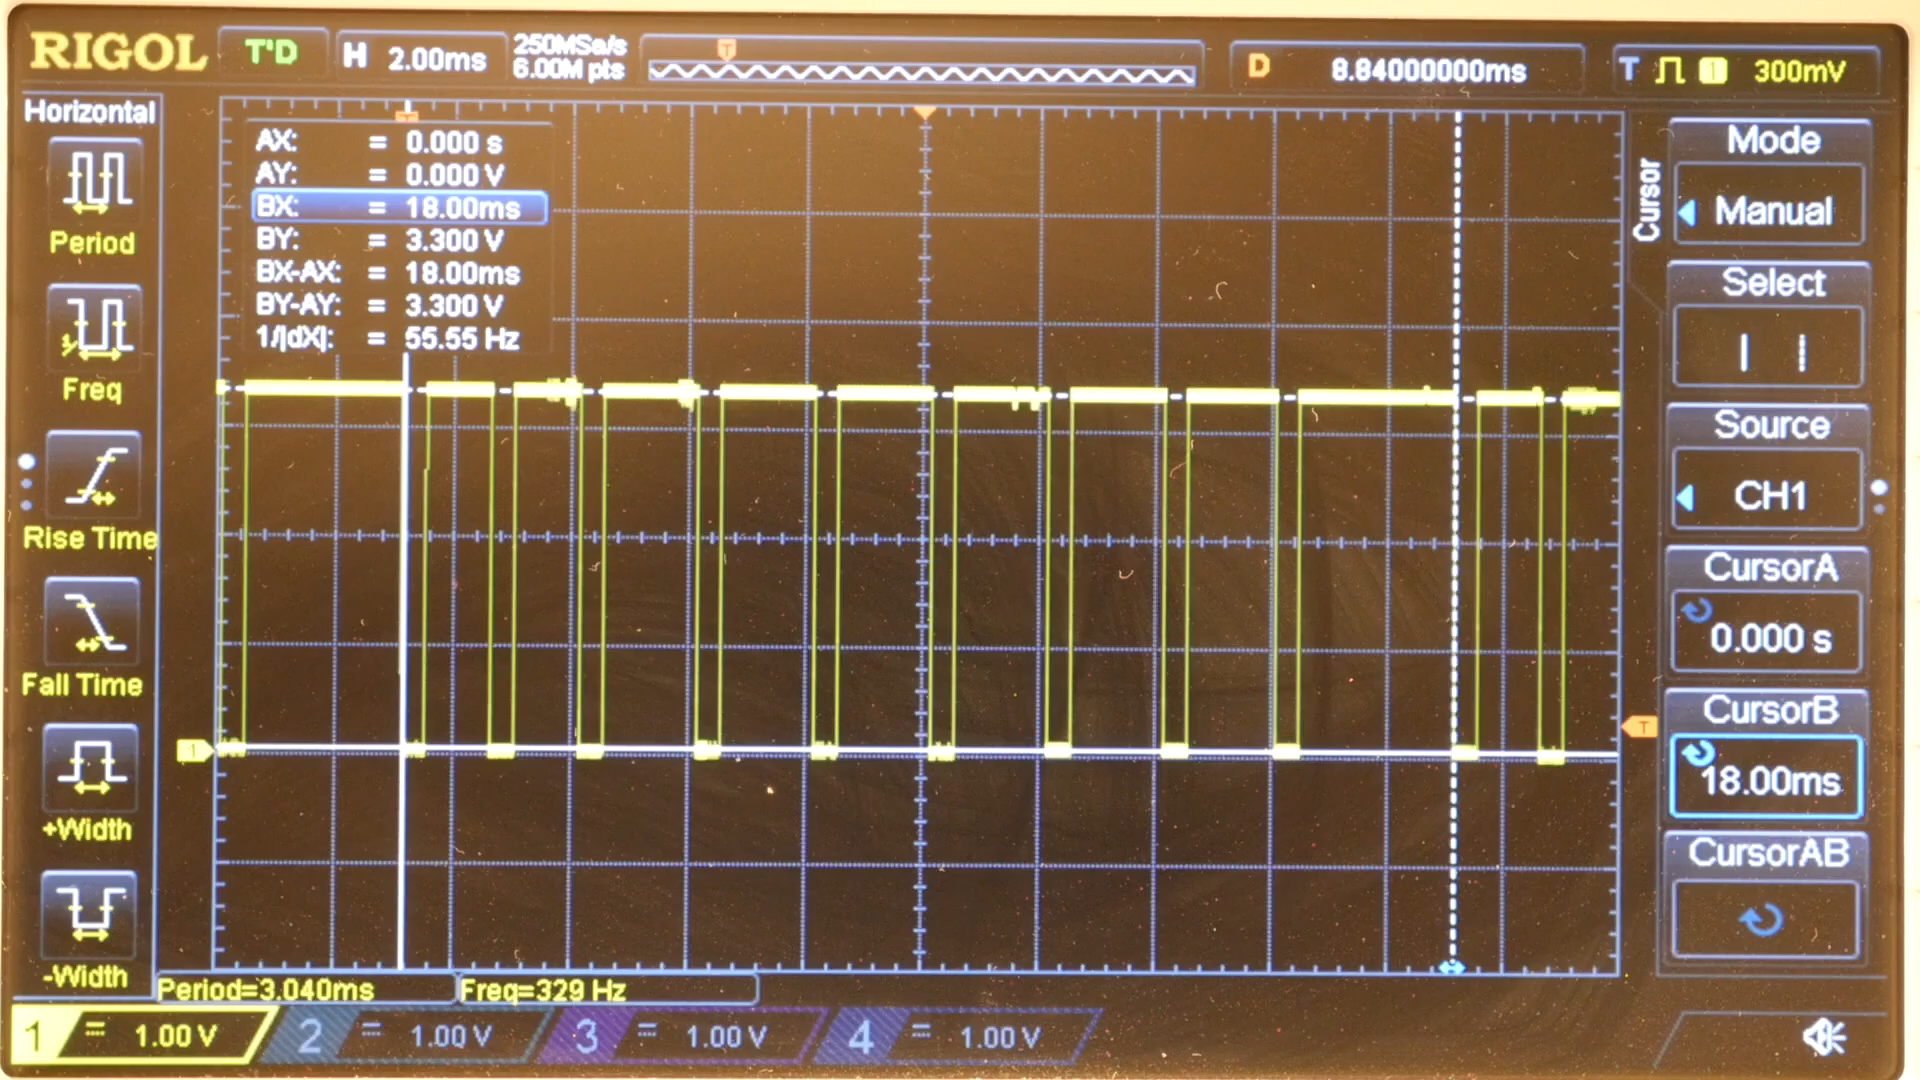 RIGOL
T'D
H 2.00ms
250MSa/s
6.00M pts
T
D 8.84000000ms
T 1 300mV
Horizontal
Period
Freq
Rise Time
Fall Time
+Width
-Width
AX: = 0.000 s
AY: = 0.000 V
BX: = 18.00ms
BY: = 3.300 V
BX-AX: = 18.00ms
BY-AY: = 3.300 V
1/|dX|: = 55.55 Hz
1
T
Cursor
Mode
Manual
Select
Source
CH1
CursorA
0.000 s
CursorB
18.00ms
CursorAB
Period=3.040ms
Freq=329 Hz
1 = 1.00 V
2 = 1.00 V
3 = 1.00 V
4 = 1.00 V